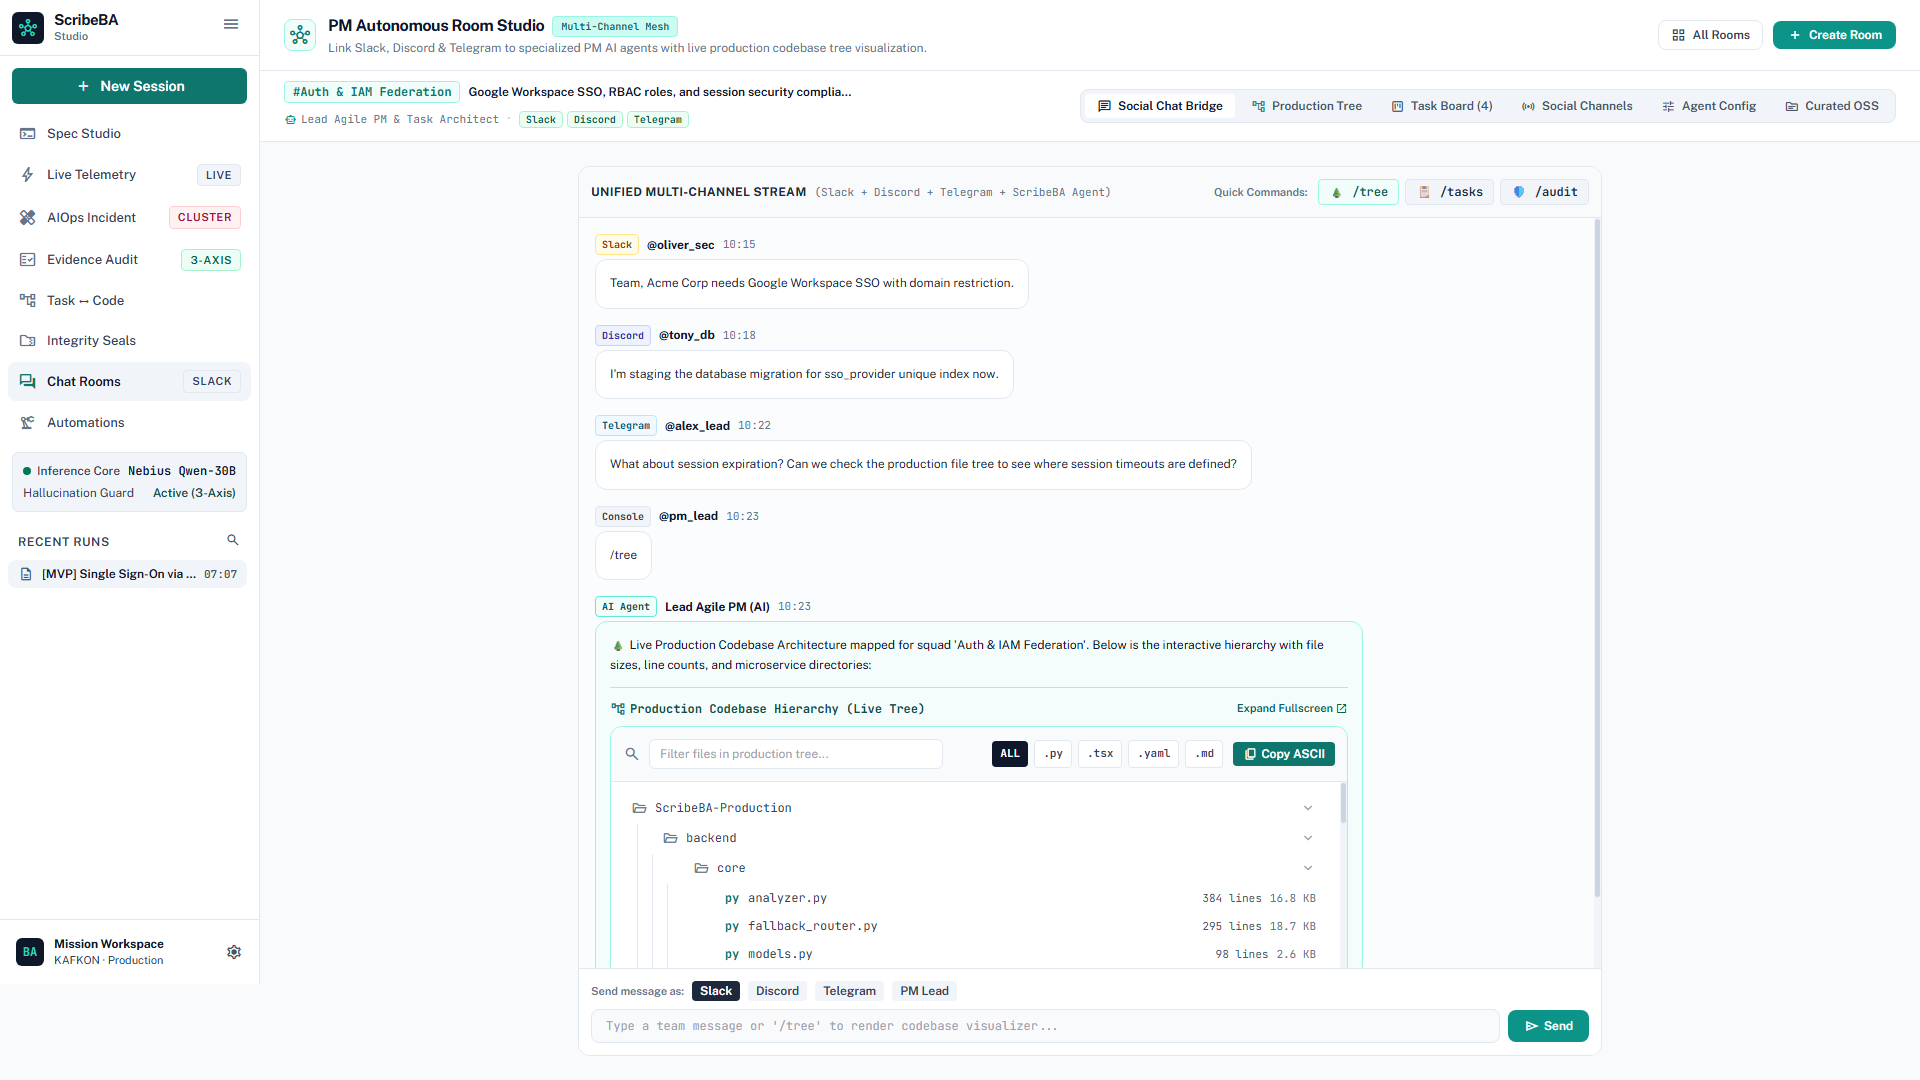 ScribeBA
Studio
New Session
Spec Studio
Live Telemetry LIVE
AIOps Incident CLUSTER
Evidence Audit 3-AXIS
Task ↔ Code
Integrity Seals
Chat Rooms SLACK
Automations
Inference Core Nebius Qwen-30B
Hallucination Guard Active (3-Axis)
RECENT RUNS
[MVP] Single Sign-On via ... 07:07
BA
Mission Workspace
KAFKON · Production
PM Autonomous Room Studio Multi-Channel Mesh
Link Slack, Discord & Telegram to specialized PM AI agents with live production codebase tree visualization.
All Rooms
Create Room
#Auth & IAM Federation Google Workspace SSO, RBAC roles, and session security complia...
Lead Agile PM & Task Architect · Slack Discord Telegram
Social Chat Bridge Production Tree Task Board (4) Social Channels Agent Config Curated OSS
UNIFIED MULTI-CHANNEL STREAM (Slack + Discord + Telegram + ScribeBA Agent)
Quick Commands: /tree /tasks /audit
Slack @oliver_sec 10:15
Team, Acme Corp needs Google Workspace SSO with domain restriction.
Discord @tony_db 10:18
I'm staging the database migration for sso_provider unique index now.
Telegram @alex_lead 10:22
What about session expiration? Can we check the production file tree to see where session timeouts are defined?
Console @pm_lead 10:23
/tree
AI Agent Lead Agile PM (AI) 10:23
Live Production Codebase Architecture mapped for squad 'Auth & IAM Federation'. Below is the interactive hierarchy with file
sizes, line counts, and microservice directories:
Production Codebase Hierarchy (Live Tree) Expand Fullscreen
Filter files in production tree... ALL .py .tsx .yaml .md Copy ASCII
ScribeBA-Production
backend
core
py analyzer.py 384 lines 16.8 KB
py fallback_router.py 295 lines 18.7 KB
py models.py 98 lines 2.6 KB
Send message as: Slack Discord Telegram PM Lead
Type a team message or '/tree' to render codebase visualizer...
Send